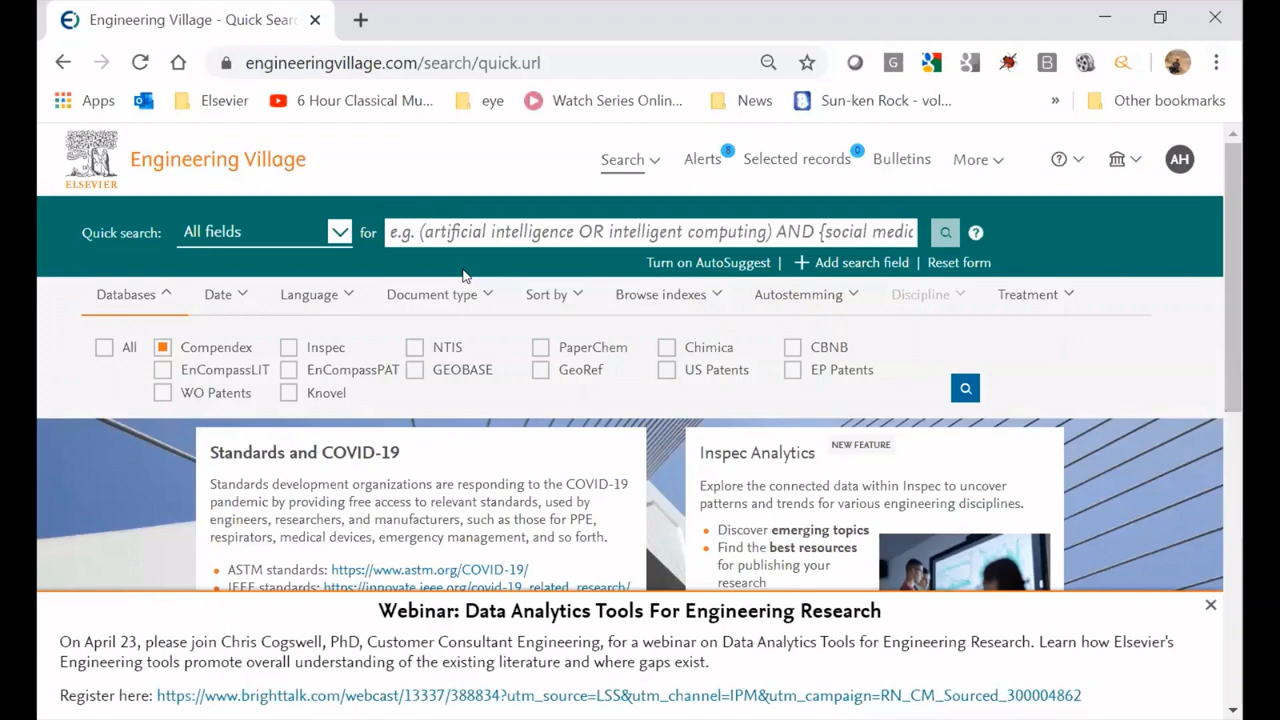 Engineering Village - Quick Sear
engineeringvillage.com/search/quick.url
Apps
Elsevier
6 Hour Classical Mu...
eye
Watch Series Onlin...
News
Sun-ken Rock - vol...
»
Other bookmarks
ELSEVIER
Engineering Village
Search
Alerts 8
Selected records 0
Bulletins
More
AH
Quick search:
All fields
for
e.g. (artificial intelligence OR intelligent computing) AND {social medic
Turn on AutoSuggest | + Add search field | Reset form
Databases
Date
Language
Document type
Sort by
Browse indexes
Autostemming
Discipline
Treatment
All
Compendex
Inspec
NTIS
PaperChem
Chimica
CBNB
EnCompassLIT
EnCompassPAT
GEOBASE
GeoRef
US Patents
EP Patents
WO Patents
Knovel
Standards and COVID-19
Standards development organizations are responding to the COVID-19
pandemic by providing free access to relevant standards, used by
engineers, researchers, and manufacturers, such as those for PPE,
respirators, medical devices, emergency management, and so forth.
• ASTM standards: https://www.astm.org/COVID-19/
• IEEE standards: https://innovate.ieee.org/covid-19_related_research/
Inspec Analytics
NEW FEATURE
Explore the connected data within Inspec to uncover
patterns and trends for various engineering disciplines.
• Discover emerging topics
• Find the best resources
for publishing your
research
Webinar: Data Analytics Tools For Engineering Research
On April 23, please join Chris Cogswell, PhD, Customer Consultant Engineering, for a webinar on Data Analytics Tools for Engineering Research. Learn how Elsevier's
Engineering tools promote overall understanding of the existing literature and where gaps exist.
Register here: https://www.brighttalk.com/webcast/13337/388834?utm_source=LSS&utm_channel=IPM&utm_campaign=RN_CM_Sourced_300004862